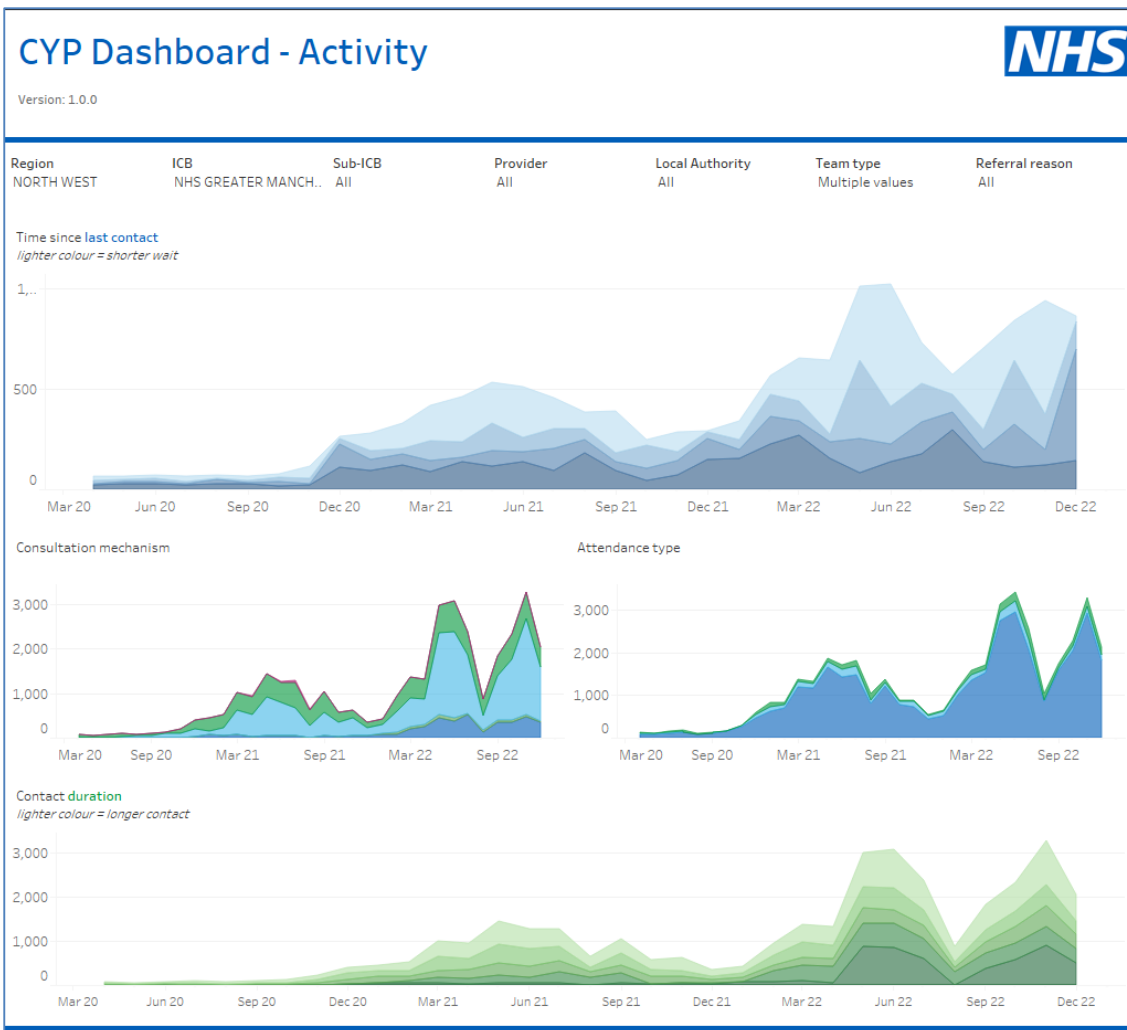 CYP Dashboard - Activity
NHS
Version: 1.0.0
Region ICB Sub-ICB Provider Local Authority Team type Referral reason
NORTH WEST NHS GREATER MANCH.. All All All Multiple values All
Time since last contact
lighter colour = shorter wait
1,..
500
0
Mar 20 Jun 20 Sep 20 Dec 20 Mar 21 Jun 21 Sep 21 Dec 21 Mar 22 Jun 22 Sep 22 Dec 22
Consultation mechanism
3,000
2,000
1,000
0
Mar 20 Sep 20 Mar 21 Sep 21 Mar 22 Sep 22
Attendance type
3,000
2,000
1,000
0
Mar 20 Sep 20 Mar 21 Sep 21 Mar 22 Sep 22
Contact duration
lighter colour = longer contact
3,000
2,000
1,000
0
Mar 20 Jun 20 Sep 20 Dec 20 Mar 21 Jun 21 Sep 21 Dec 21 Mar 22 Jun 22 Sep 22 Dec 22